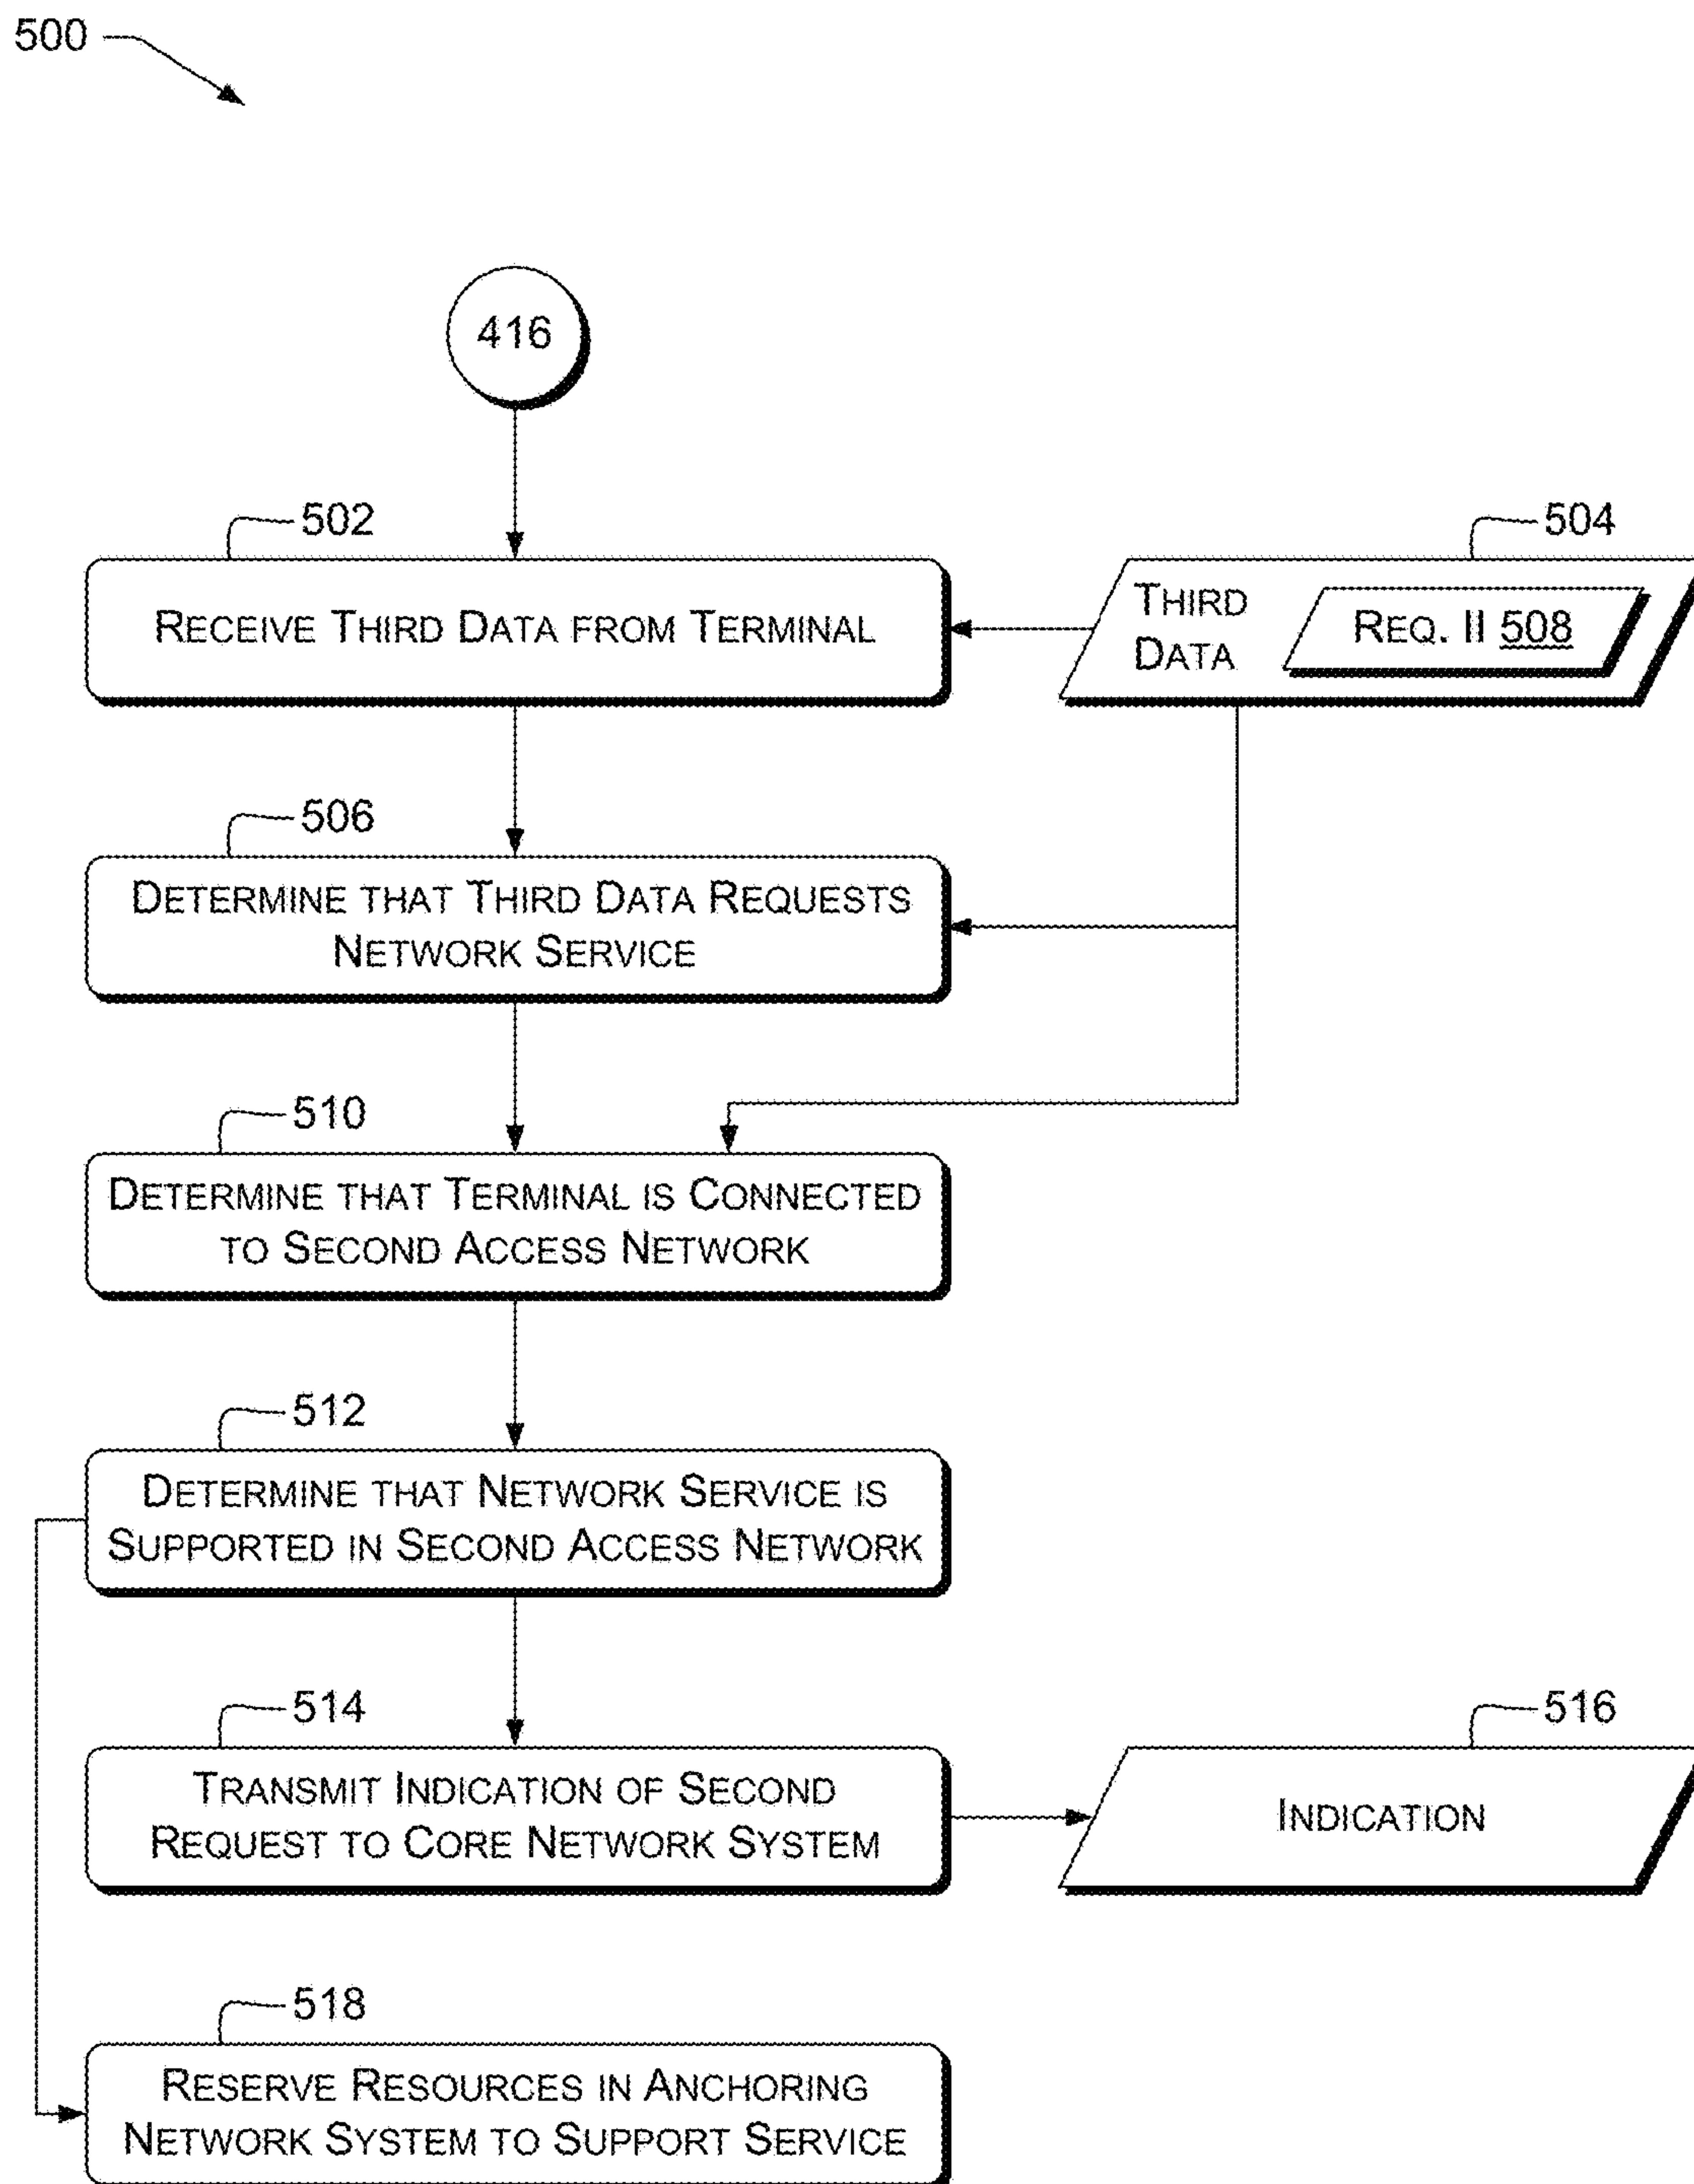 500
416
502
RECEIVE THIRD DATA FROM TERMINAL
504
THIRD
DATA
REQ. II 508
506
DETERMINE THAT THIRD DATA REQUESTS
NETWORK SERVICE
510
DETERMINE THAT TERMINAL IS CONNECTED
TO SECOND ACCESS NETWORK
512
DETERMINE THAT NETWORK SERVICE IS
SUPPORTED IN SECOND ACCESS NETWORK
514
TRANSMIT INDICATION OF SECOND
REQUEST TO CORE NETWORK SYSTEM
516
INDICATION
518
RESERVE RESOURCES IN ANCHORING
NETWORK SYSTEM TO SUPPORT SERVICE